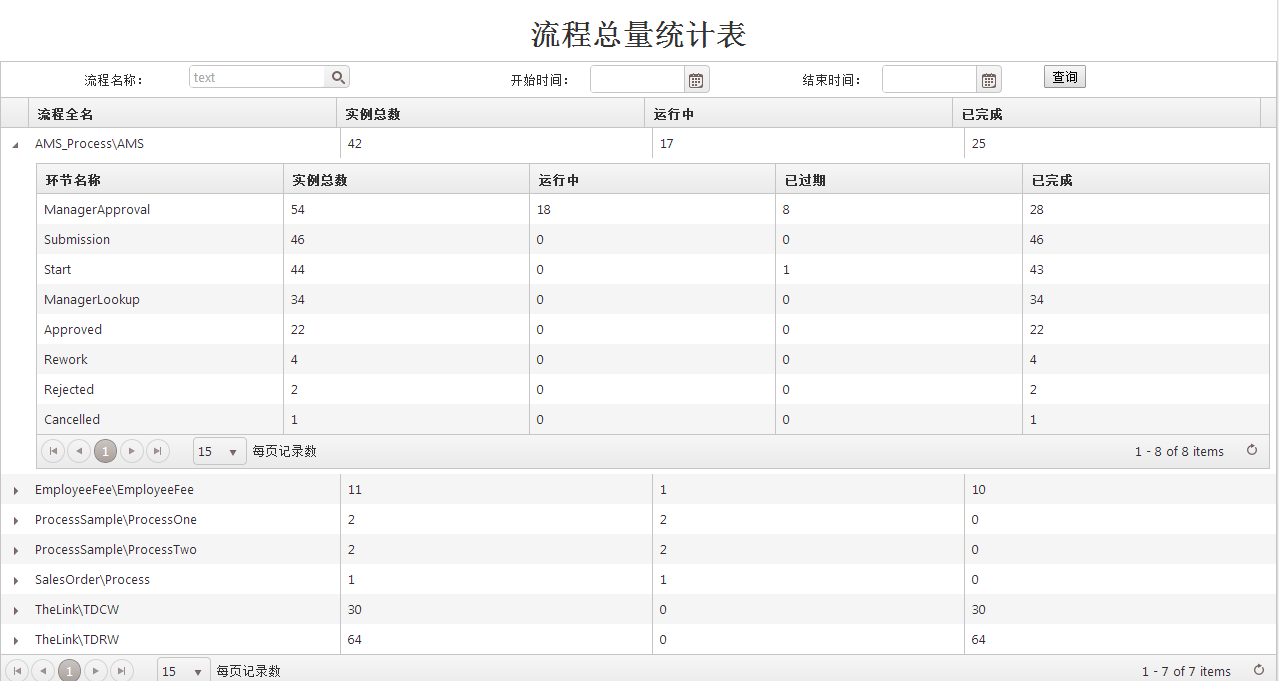 流程总量统计表
流程名称： text 开始时间： 结束时间： 查询
流程全名 实例总数 运行中 已完成
AMS_Process\AMS 42 17 25
环节名称 实例总数 运行中 已过期 已完成
ManagerApproval 54 18 8 28
Submission 46 0 0 46
Start 44 0 1 43
ManagerLookup 34 0 0 34
Approved 22 0 0 22
Rework 4 0 0 4
Rejected 2 0 0 2
Cancelled 1 0 0 1
1 15 每页记录数 1 - 8 of 8 items
EmployeeFee\EmployeeFee 11 1 10
ProcessSample\ProcessOne 2 2 0
ProcessSample\ProcessTwo 2 2 0
SalesOrder\Process 1 1 0
TheLink\TDCW 30 0 30
TheLink\TDRW 64 0 64
1 15 每页记录数 1 - 7 of 7 items